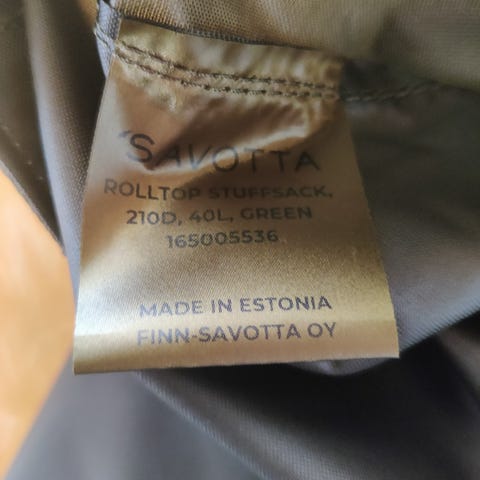 'SAVOTTA
ROLLTOP STUFFSACK,
210D, 40L, GREEN
165005536
MADE IN ESTONIA
FINN-SAVOTTA OY